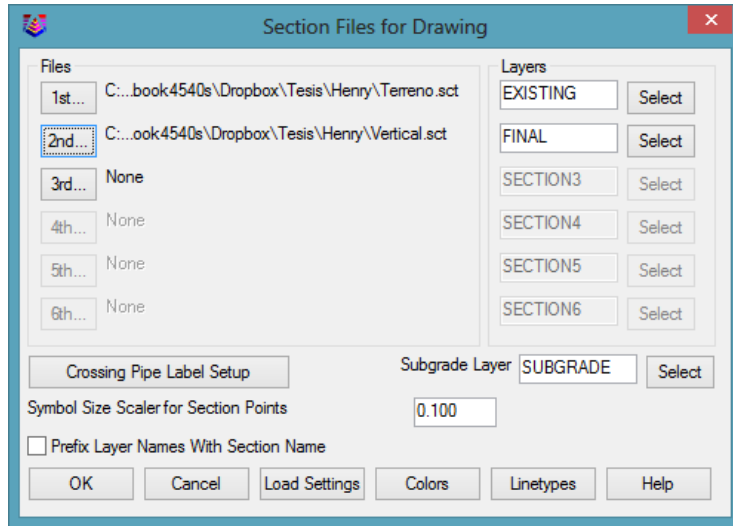 Section Files for Drawing
Files
Layers
1st... C:...book4540s\Dropbox\Tesis\Henry\Terreno.sct EXISTING Select
2nd... C:...ook4540s\Dropbox\Tesis\Henry\Vertical.sct FINAL Select
3rd... None SECTION3 Select
4th... None SECTION4 Select
5th... None SECTION5 Select
6th... None SECTION6 Select
Crossing Pipe Label Setup Subgrade Layer SUBGRADE Select
Symbol Size Scaler for Section Points 0.100
Prefix Layer Names With Section Name
OK Cancel Load Settings Colors Linetypes Help